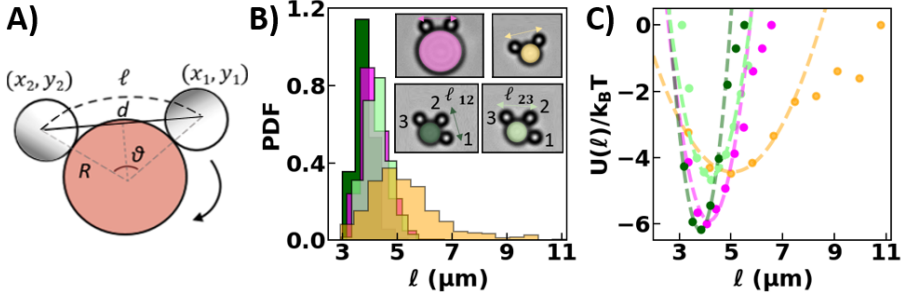 A)
(x₂, y₂)
(x₁, y₁)
ℓ
d
R
ϑ
B)
PDF
1.2
0.8
0.4
0.0
3 5 7 9 11
ℓ (μm)
2 ℓ 12
3
1
ℓ 23
3 2
1
C)
U(ℓ)/k_BT
0
−2
−4
−6
3 5 7 9 11
ℓ (μm)